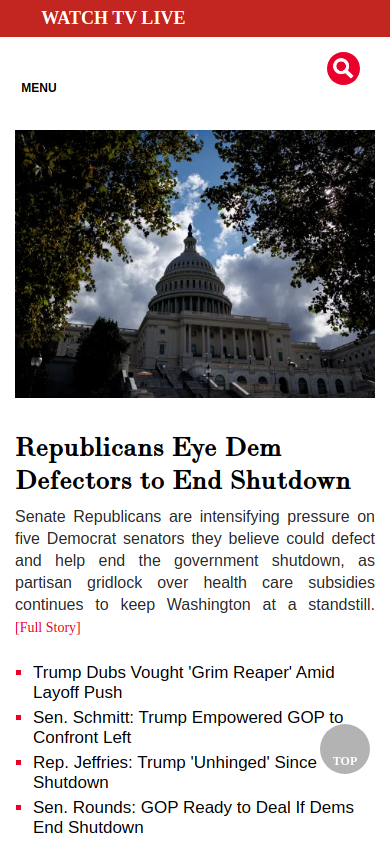 WATCH TV LIVE
MENU
Republicans Eye Dem
Defectors to End Shutdown
Senate Republicans are intensifying pressure on
five Democrat senators they believe could defect
and help end the government shutdown, as
partisan gridlock over health care subsidies
continues to keep Washington at a standstill.
[Full Story]
Trump Dubs Vought 'Grim Reaper' Amid
Layoff Push
Sen. Schmitt: Trump Empowered GOP to
Confront Left
Rep. Jeffries: Trump 'Unhinged' Since
Shutdown
TOP
Sen. Rounds: GOP Ready to Deal If Dems
End Shutdown